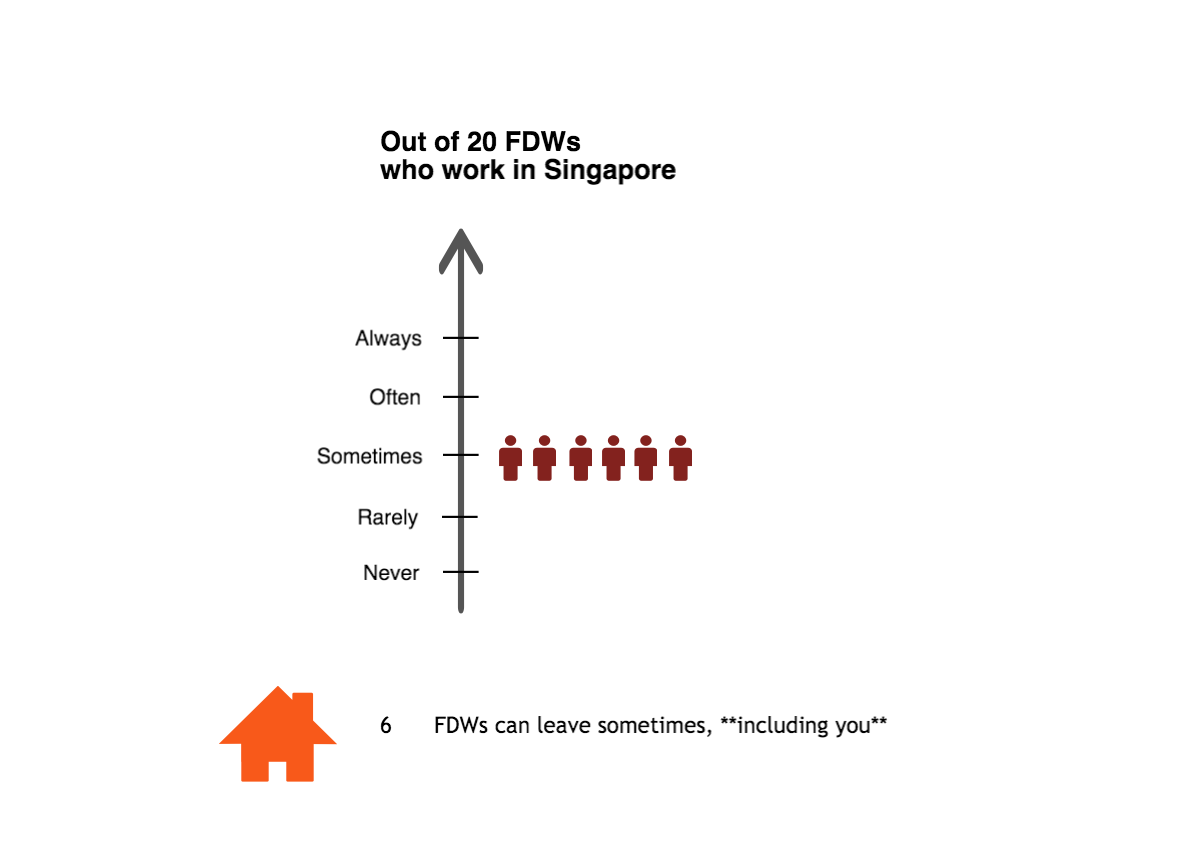 Out of 20 FDWs
who work in Singapore
Always
Often
Sometimes
Rarely
Never
6 FDWs can leave sometimes, **including you**